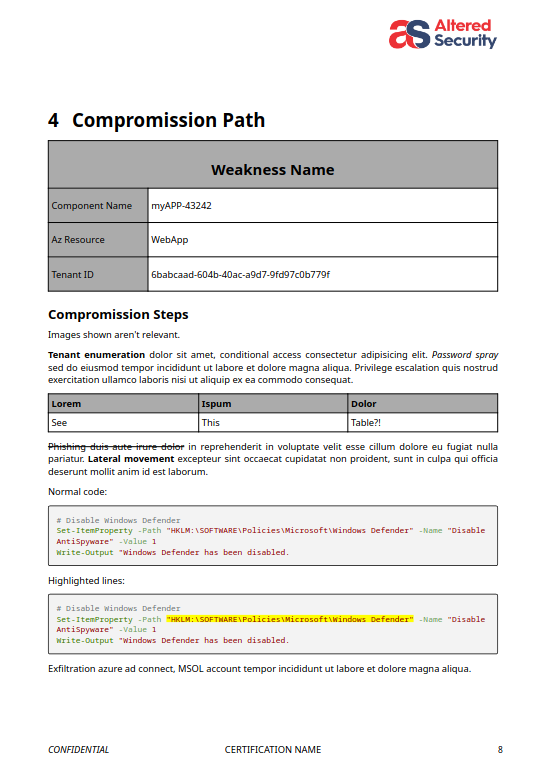 Altered
Security
4 Compromission Path
Weakness Name
Component Name myAPP-43242
Az Resource WebApp
Tenant ID 6babcaad-604b-40ac-a9d7-9fd97c0b779f
Compromission Steps
Images shown aren't relevant.
Tenant enumeration dolor sit amet, conditional access consectetur adipisicing elit. Password spray
sed do eiusmod tempor incididunt ut labore et dolore magna aliqua. Privilege escalation quis nostrud
exercitation ullamco laboris nisi ut aliquip ex ea commodo consequat.
Lorem Ispum Dolor
See This Table?!
Phishing duis aute irure dolor in reprehenderit in voluptate velit esse cillum dolore eu fugiat nulla
pariatur. Lateral movement excepteur sint occaecat cupidatat non proident, sunt in culpa qui officia
deserunt mollit anim id est laborum.
Normal code:
# Disable Windows Defender
Set-ItemProperty -Path "HKLM:\SOFTWARE\Policies\Microsoft\Windows Defender" -Name "Disable
AntiSpyware" -Value 1
Write-Output "Windows Defender has been disabled.
Highlighted lines:
# Disable Windows Defender
Set-ItemProperty -Path "HKLM:\SOFTWARE\Policies\Microsoft\Windows Defender" -Name "Disable
AntiSpyware" -Value 1
Write-Output "Windows Defender has been disabled.
Exfiltration azure ad connect, MSOL account tempor incididunt ut labore et dolore magna aliqua.
CONFIDENTIAL CERTIFICATION NAME 8